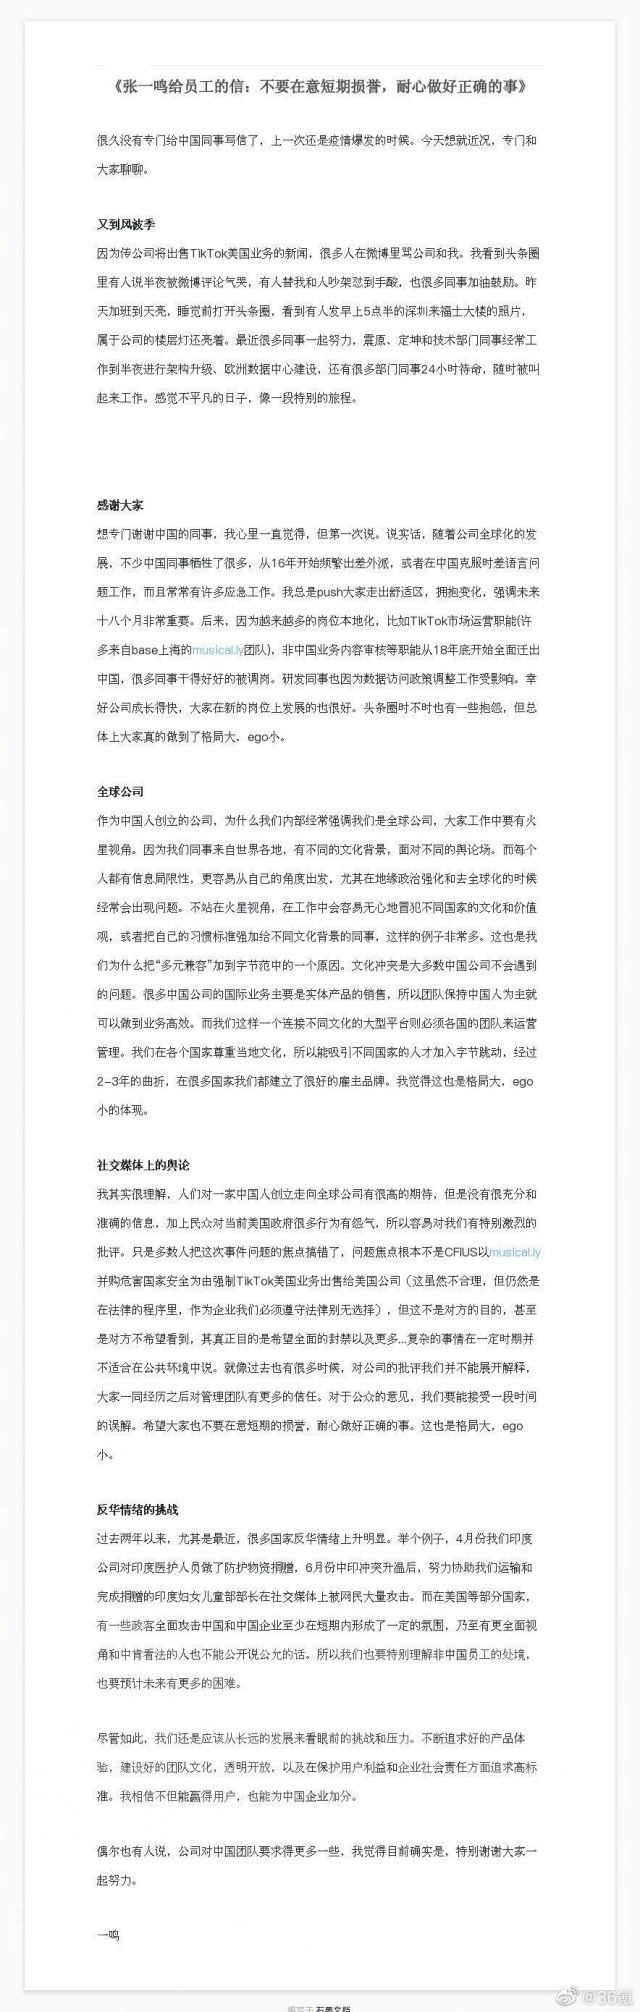 《张一鸣给员工的信：不要在意短期损誉，耐心做好正确的事》
很久没有专门给中国同事写信了，上一次还是疫情爆发的时候。今天想就近况，专门和
大家聊聊。
又到风波季
因为传公司将出售TikTok美国业务的新闻，很多人在微博里骂公司和我。我看到头条圈
里有人说半夜被微博评论气哭，有人替我和人吵架怼到手酸，也很多同事加油鼓励。昨
天加班到天亮，睡觉前打开头条圈，看到有人发早上5点半的深圳来福士大楼的照片，
属于公司的楼层灯还亮着。最近很多同事一起努力，震原、定坤和技术部门同事经常工
作到半夜进行架构升级、欧洲数据中心建设，还有很多部门同事24小时待命，随时被叫
起来工作。感觉不平凡的日子，像一段特别的旅程。
感谢大家
想专门谢谢中国的同事，我心里一直觉得，但第一次说。说实话，随着公司全球化的发
展，不少中国同事牺牲了很多，从16年开始频繁出差外派，或者在中国克服时差语言问
题工作，而且常常有许多应急工作。我总是push大家走出舒适区，拥抱变化，强调未来
十八个月非常重要。后来，因为越来越多的岗位本地化，比如TikTok市场运营职能(许
多来自base上海的musical.ly团队)，非中国业务内容审核等职能从18年底开始全面迁出
中国，很多同事干得好好的被调岗。研发同事也因为数据访问政策调整工作受影响。幸
好公司成长得快，大家在新的岗位上发展的也很好。头条圈时不时也有一些抱怨，但总
体上大家真的做到了格局大、ego小。
全球公司
作为中国人创立的公司，为什么我们内部经常强调我们是全球公司，大家工作中要有火
星视角。因为我们同事来自世界各地，有不同的文化背景，面对不同的舆论场。而每个
人都有信息局限性，更容易从自己的角度出发，尤其在地缘政治强化和去全球化的时候
经常会出现问题。不站在火星视角，在工作中会容易无心地冒犯不同国家的文化和价值
观，或者把自己的习惯标准强加给不同文化背景的同事，这样的例子非常多。这也是我
们为什么把“多元兼容”加到字节范中的一个原因。文化冲突是大多数中国公司不会遇到
的问题。很多中国公司的国际业务主要是实体产品的销售，所以团队保持中国人为主就
可以做到业务高效。而我们这样一个连接不同文化的大型平台则必须各国的团队来运营
管理。我们在各个国家尊重当地文化，所以能吸引不同国家的人才加入字节跳动，经过
2-3年的曲折，在很多国家我们都建立了很好的雇主品牌。我觉得这也是格局大，ego
小的体现。
社交媒体上的舆论
我其实很理解，人们对一家中国人创立走向全球公司有很高的期待，但是没有很充分和
准确的信息，加上民众对当前美国政府很多行为有怨气，所以容易对我们有特别激烈的
批评。只是多数人把这次事件问题的焦点搞错了，问题焦点根本不是CFIUS以musical.ly
并购危害国家安全为由强制TikTok美国业务出售给美国公司（这虽然不合理，但仍然是
在法律的程序里，作为企业我们必须遵守法律别无选择），但这不是对方的目的，甚至
是对方不希望看到，其真正目的是希望全面的封禁以及更多...复杂的事情在一定时期并
不适合在公共环境中说。就像过去也有很多时候，对公司的批评我们并不能展开解释，
大家一同经历之后对管理团队有更多的信任。对于公众的意见，我们要能接受一段时间
的误解。希望大家也不要在意短期的损誉，耐心做好正确的事。这也是格局大，ego
小。
反华情绪的挑战
过去两年以来，尤其是最近，很多国家反华情绪上升明显。举个例子，4月份我们印度
公司对印度医护人员做了防护物资捐赠，6月份中印冲突升温后，努力协助我们运输和
完成捐赠的印度妇女儿童部部长在社交媒体上被网民大量攻击。而在美国等部分国家，
有一些政客全面攻击中国和中国企业至少在短期内形成了一定的氛围，乃至有更全面视
角和中肯看法的人也不能公开说公允的话。所以我们也要特别理解非中国员工的处境，
也要预计未来有更多的困难。
尽管如此，我们还是应该从长远的发展来看眼前的挑战和压力。不断追求好的产品体
验，建设好的团队文化，透明开放，以及在保护用户利益和企业社会责任方面追求高标
准。我相信不但能赢得用户，也能为中国企业加分。
偶尔也有人说，公司对中国团队要求得更多一些，我觉得目前确实是，特别谢谢大家一
起努力。
一鸣
@36氪
编写于 石墨文档